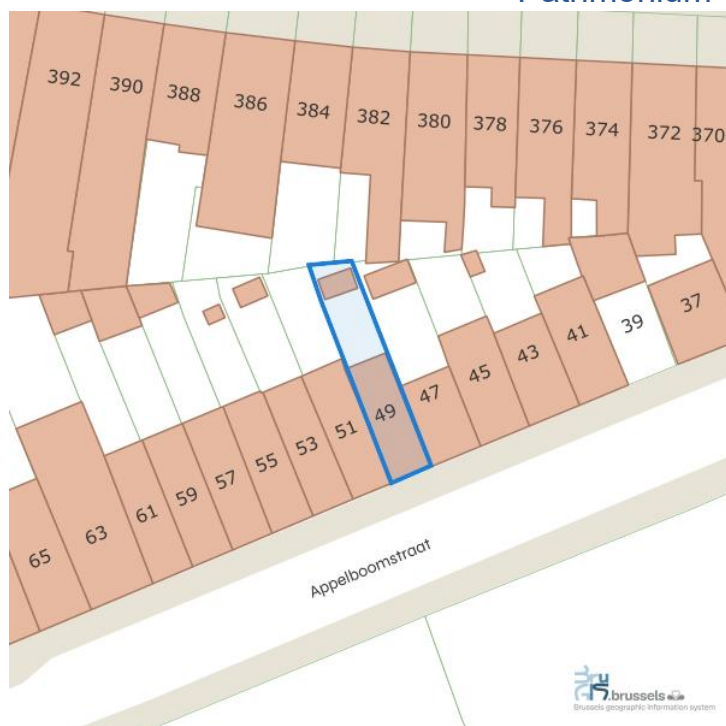 Patrimonium
392 390 388 386 384 382 380 378 376 374 372 370
65 63 61 59 57 55 53 51 49 47 45 43 41 39 37
Appelboomstraat
.brussels
Brussels geographic information system